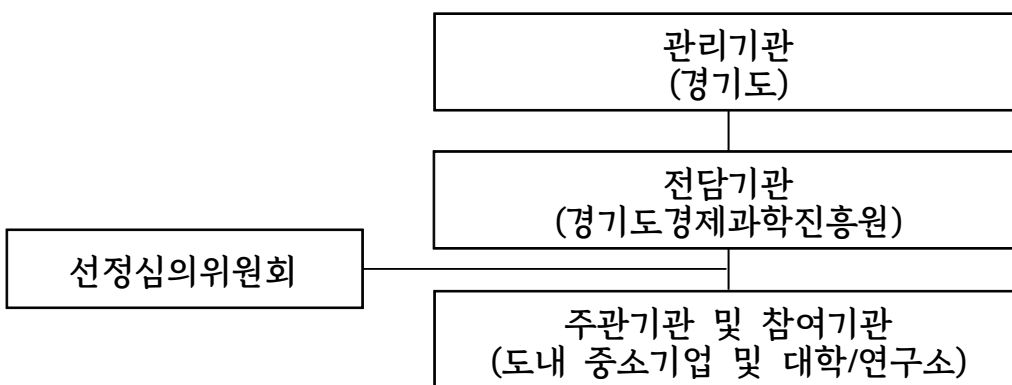 관리기관
(경기도)
전담기관
(경기도경제과학진흥원)
선정심의위원회
주관기관 및 참여기관
(도내 중소기업 및 대학/연구소)